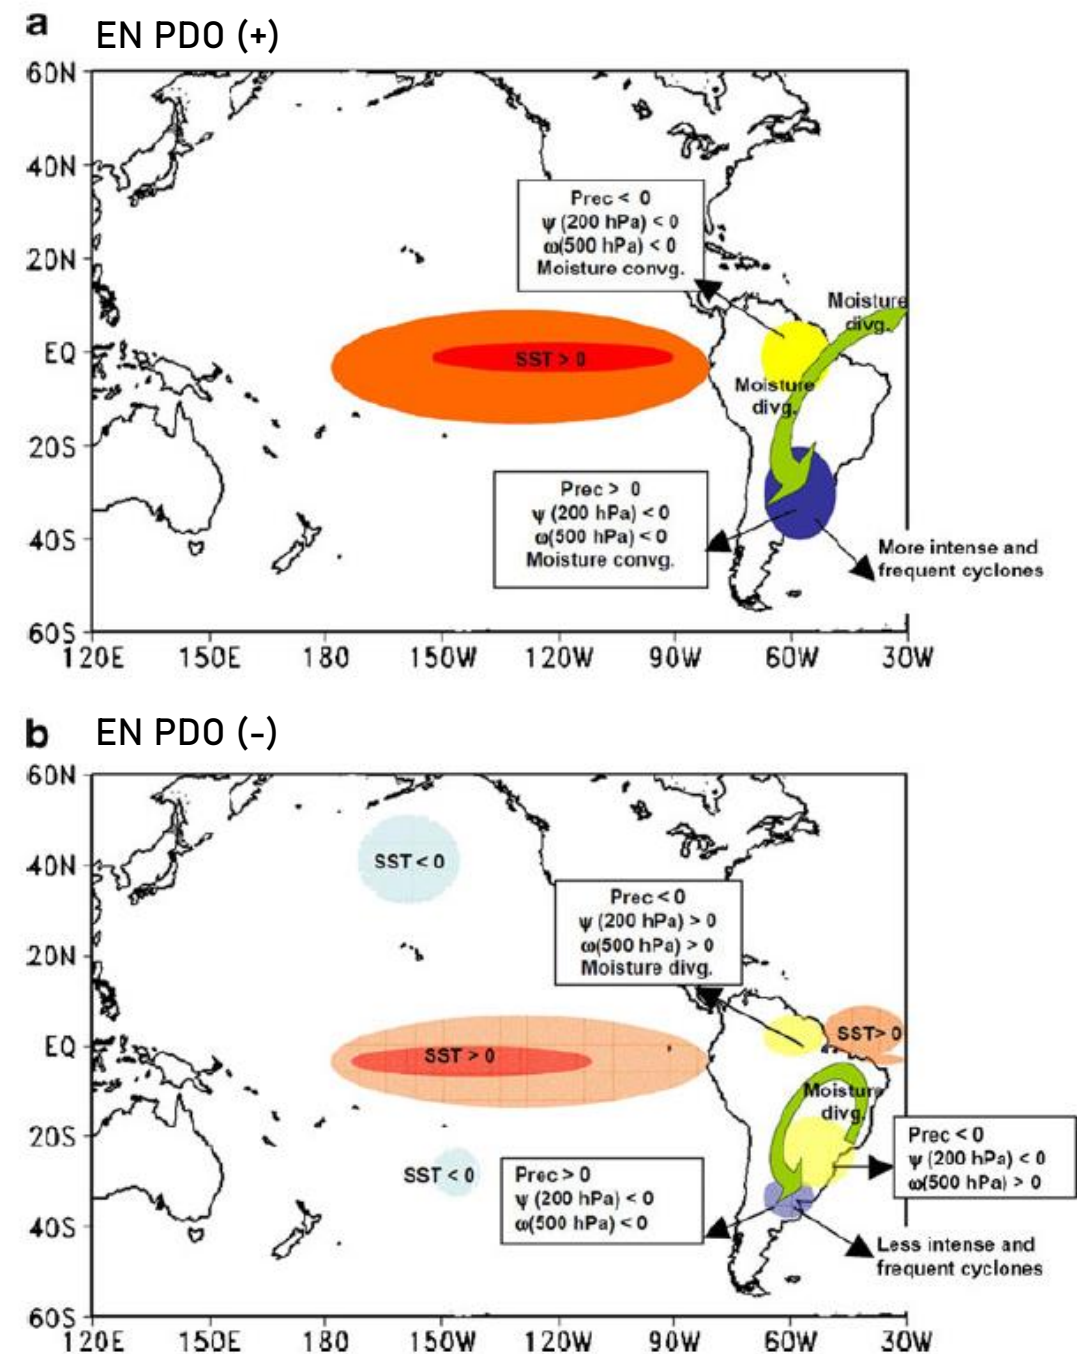 a
EN PDO (+)
60N
40N
20N
EQ
20S
40S
60S
120E 150E 180 150W 120W 90W 60W 30W
Prec < 0
ψ (200 hPa) < 0
ω(500 hPa) < 0
Moisture convg.
Moisture
divg.
SST > 0
Moisture
divg.
Prec > 0
ψ (200 hPa) < 0
ω(500 hPa) < 0
Moisture convg.
More intense and
frequent cyclones
b
EN PDO (-)
60N
40N
20N
EQ
20S
40S
60S
120E 150E 180 150W 120W 90W 60W 30W
SST < 0
Prec < 0
ψ (200 hPa) > 0
ω(500 hPa) > 0
Moisture divg.
SST > 0
SST > 0
Moisture
divg.
Prec < 0
ψ (200 hPa) < 0
ω(500 hPa) > 0
SST < 0
Prec > 0
ψ (200 hPa) < 0
ω(500 hPa) < 0
Less intense and
frequent cyclones